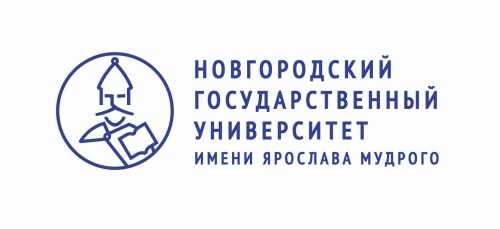 НОВГОРОДСКИЙ
ГОСУДАРСТВЕННЫЙ
УНИВЕРСИТЕТ
ИМЕНИ ЯРОСЛАВА МУДРОГО